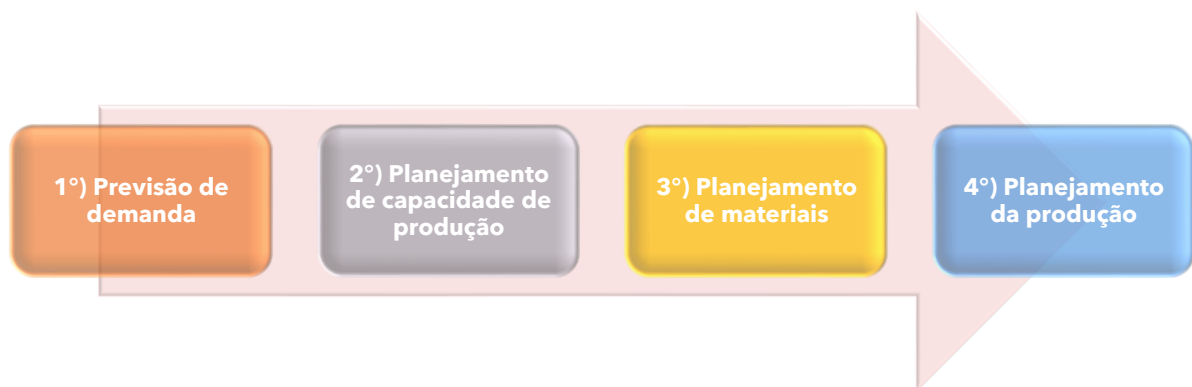 1°) Previsão de
demanda
2°) Planejamento
de capacidade de
produção
3°) Planejamento
de materiais
4°) Planejamento
da produção